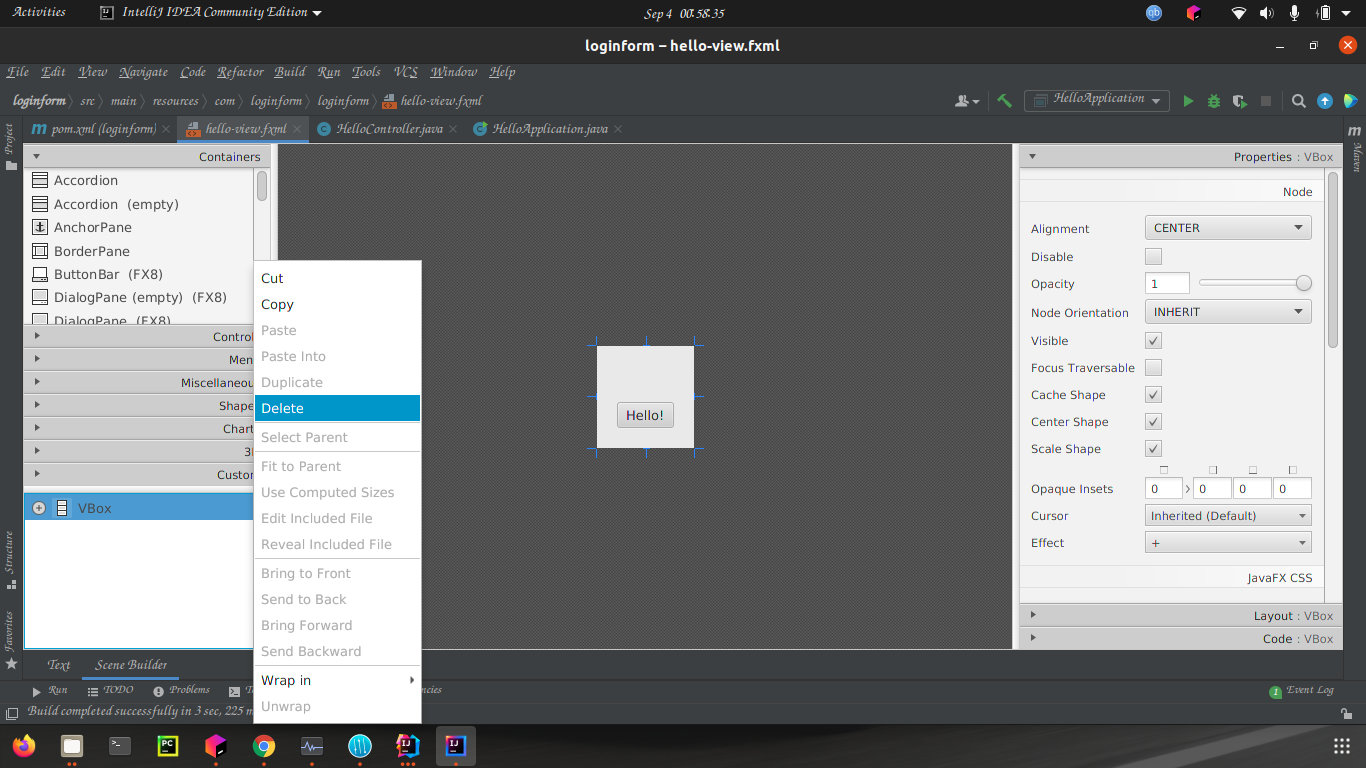 Activities IntelliJ IDEA Community Edition Sep 4 00:58:35 qb
loginform – hello-view.fxml
File Edit View Navigate Code Refactor Build Run Tools VCS Window Help
loginform src main resources com loginform loginform hello-view.fxml HelloApplication
m pom.xml (loginform) hello-view.fxml C HelloController.java C HelloApplication.java
Project
Structure
Favorites
m Maven
Containers
Accordion
Accordion (empty)
AnchorPane
BorderPane
ButtonBar (FX8)
DialogPane (empty) (FX8)
DialogPane (FX8)
Control
Men
Miscellaneou
Shape
Chart
Custo
VBox
Cut
Copy
Paste
Paste Into
Duplicate
Delete
Select Parent
Fit to Parent
Use Computed Sizes
Edit Included File
Reveal Included File
Bring to Front
Send to Back
Bring Forward
Send Backward
Wrap in
Unwrap
Hello!
Properties : VBox
Node
Alignment CENTER
Disable
Opacity 1
Node Orientation INHERIT
Visible
Focus Traversable
Cache Shape
Center Shape
Scale Shape
Opaque Insets 0 0 0 0
Cursor Inherited (Default)
Effect +
JavaFX CSS
Layout : VBox
Code : VBox
Text Scene Builder
Run TODO Problems ncies 1 Event Log
Build completed successfully in 3 sec, 225 m
PC IJ IJ